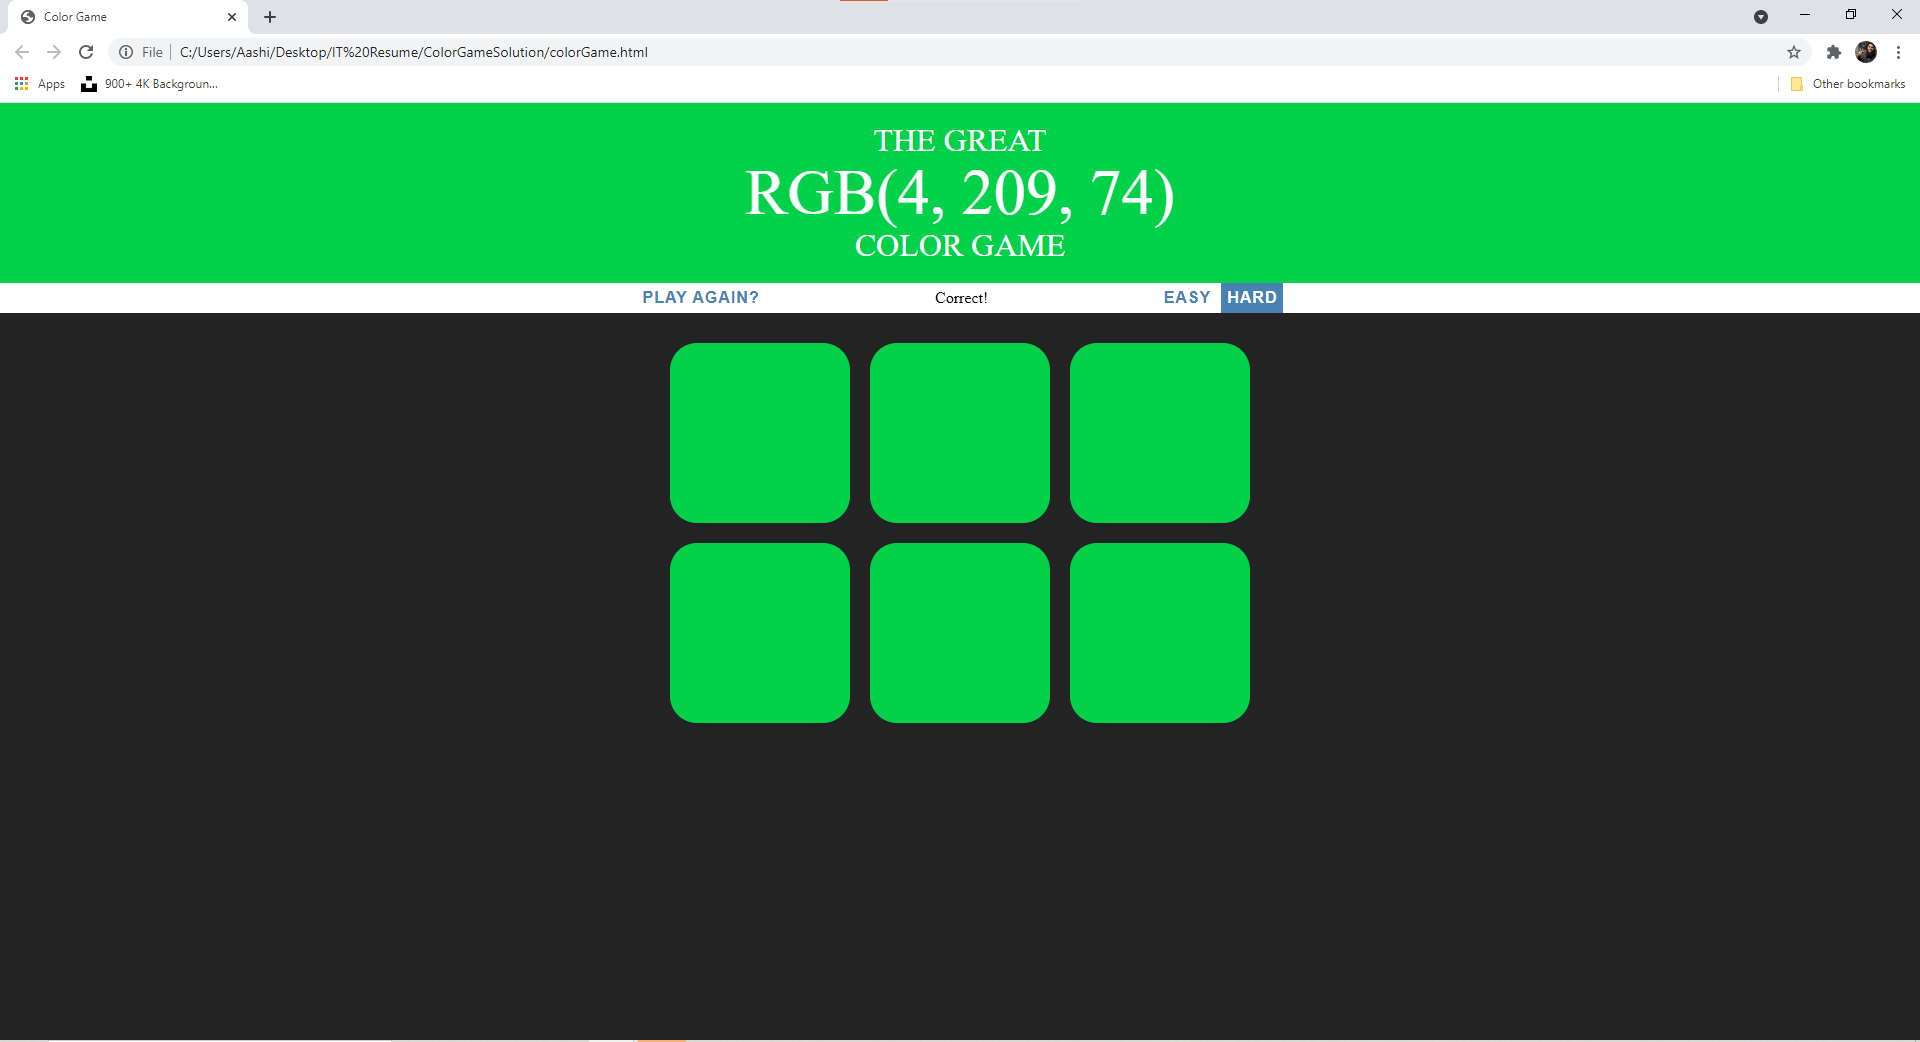 Color Game
File
C:/Users/Aashi/Desktop/IT%20Resume/ColorGameSolution/colorGame.html
Apps
900+ 4K Backgroun...
Other bookmarks
THE GREAT
RGB(4, 209, 74)
COLOR GAME
PLAY AGAIN?
Correct!
EASY
HARD